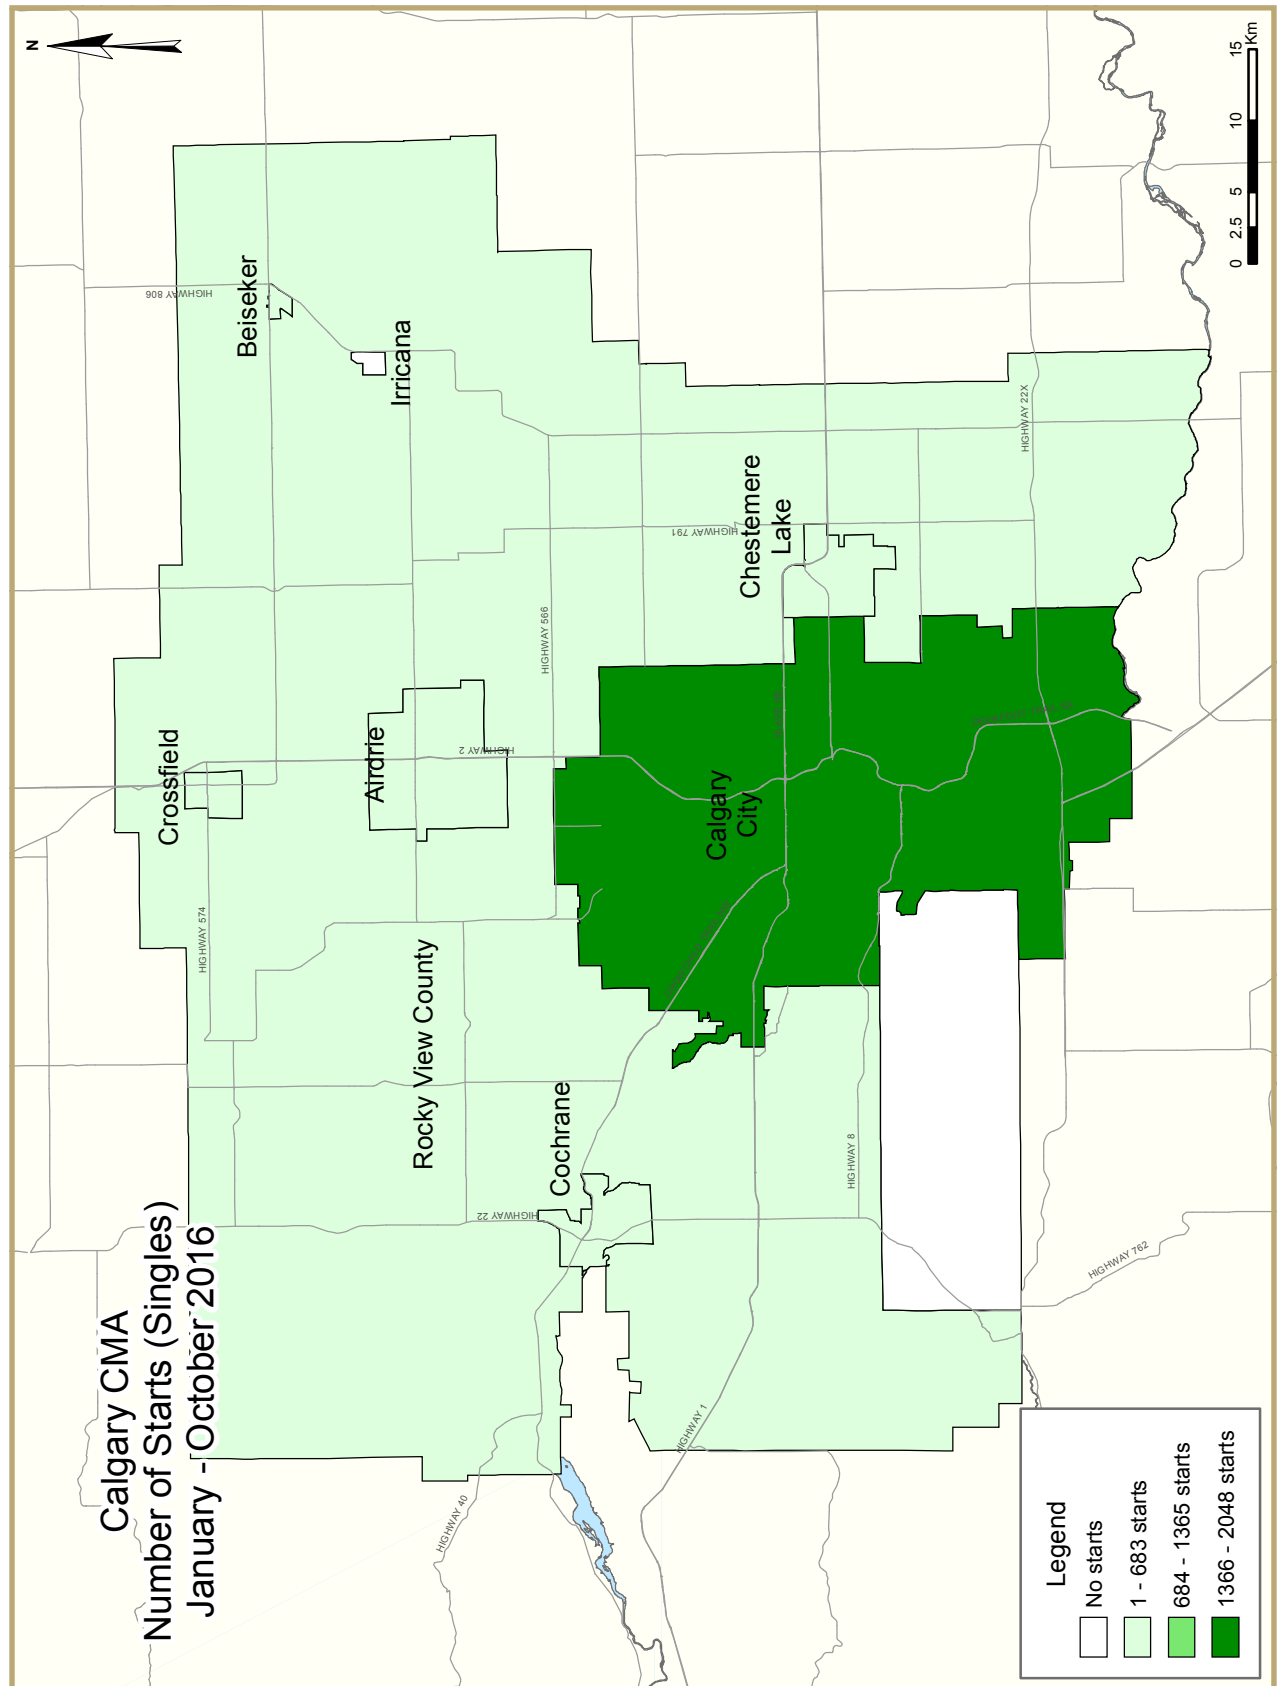 Calgary CMA
Number of Starts (Singles)
January - October 2016
N
HIGHWAY 806
Beiseker
Irricana
Crossfield
Airdrie
HIGHWAY 574
HIGHWAY 2
HIGHWAY 566
Rocky View County
Cochrane
HIGHWAY 22
HIGHWAY 40
HIGHWAY 1
Calgary
City
Chestemere
Lake
HIGHWAY 791
HIGHWAY 22X
HIGHWAY 8
HIGHWAY 762
Legend
No starts
1 - 683 starts
684 - 1365 starts
1366 - 2048 starts
0 2.5 5 10 15
Km